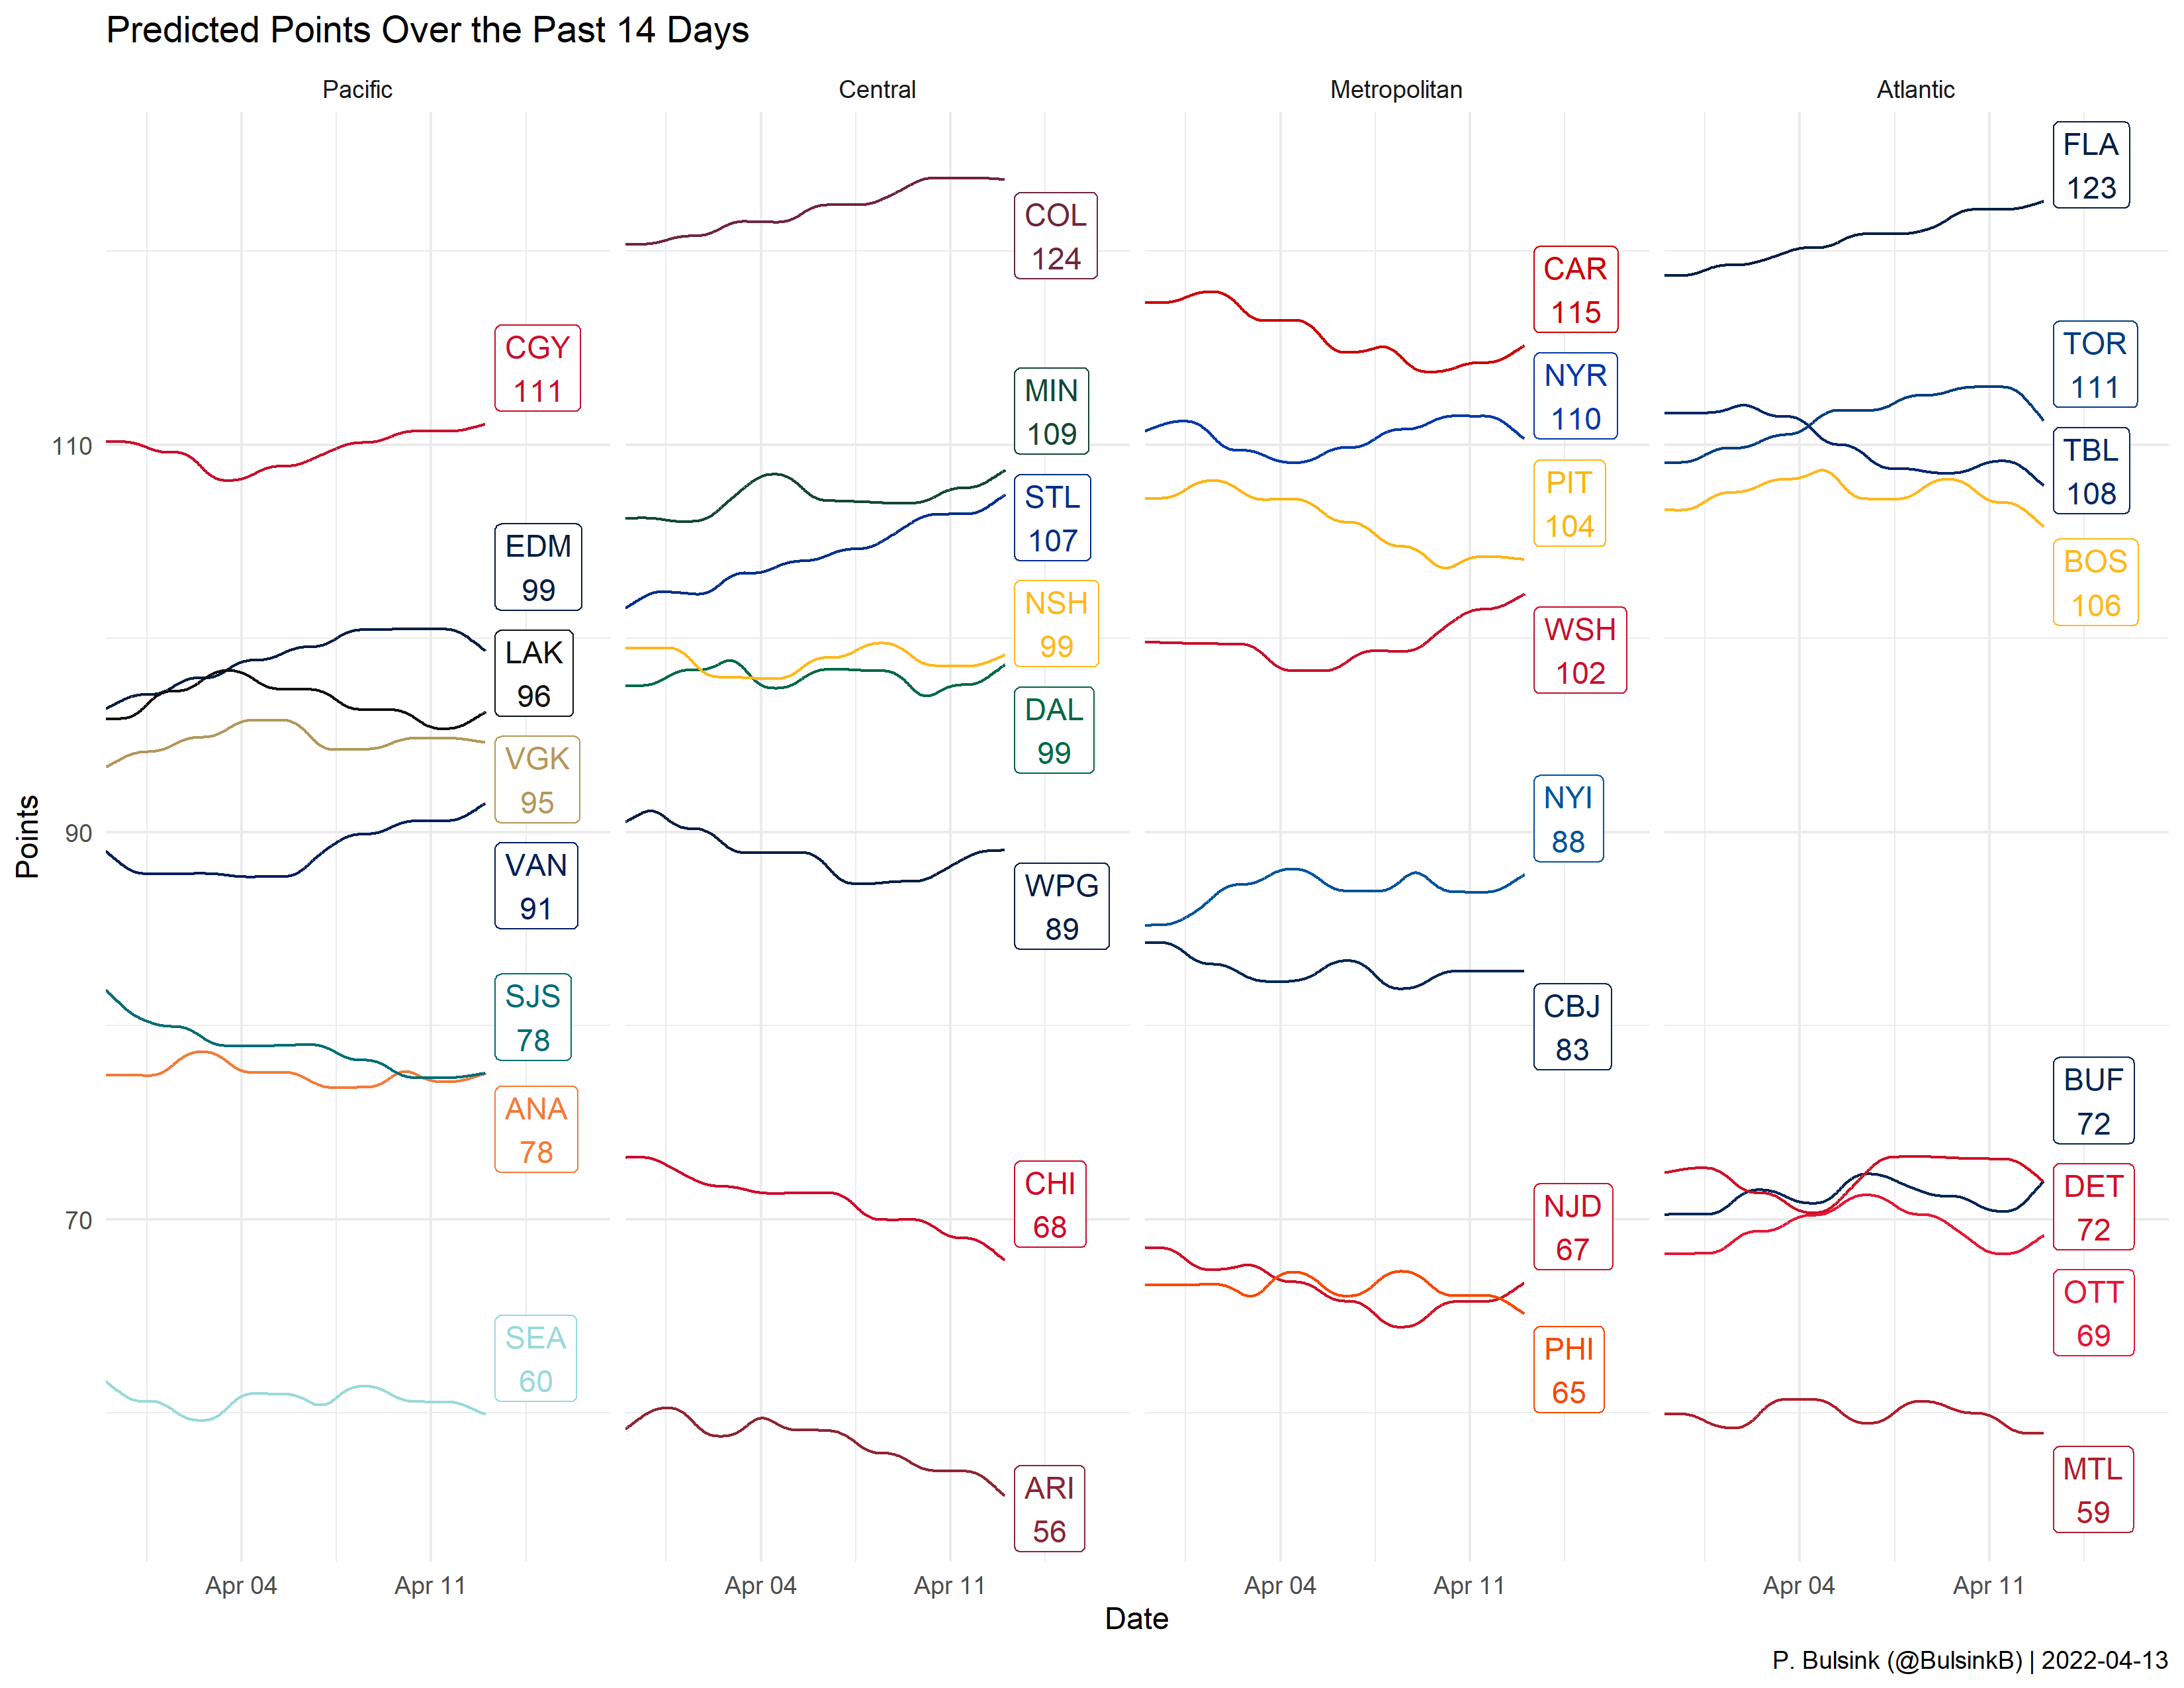 Predicted Points Over the Past 14 Days
Pacific
Central
Metropolitan
Atlantic
Points
110
90
70
CGY
111
EDM
99
LAK
96
VGK
95
VAN
91
SJS
78
ANA
78
SEA
60
COL
124
MIN
109
STL
107
NSH
99
DAL
99
WPG
89
CHI
68
ARI
56
CAR
115
NYR
110
PIT
104
WSH
102
NYI
88
CBJ
83
NJD
67
PHI
65
FLA
123
TOR
111
TBL
108
BOS
106
BUF
72
DET
72
OTT
69
MTL
59
Apr 04
Apr 11
Apr 04
Apr 11
Apr 04
Apr 11
Apr 04
Apr 11
Date
P. Bulsink (@BulsinkB) | 2022-04-13